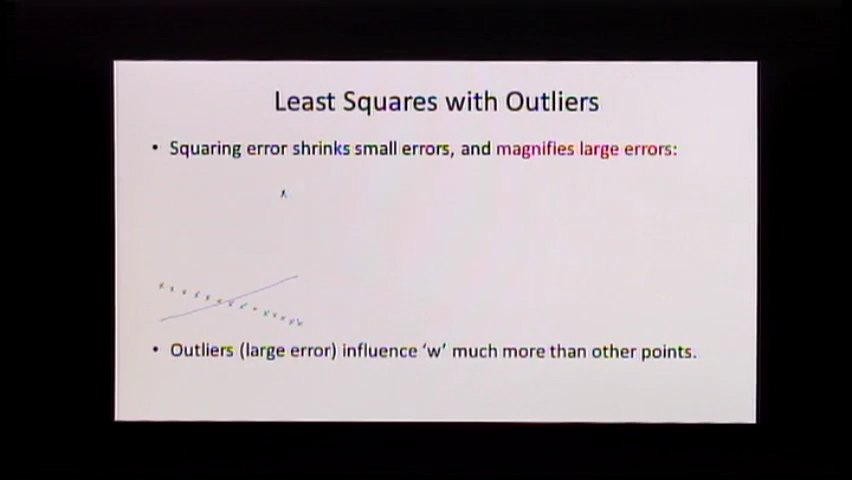 Least Squares with Outliers
• Squaring error shrinks small errors, and magnifies large errors:
• Outliers (large error) influence ‘w’ much more than other points.